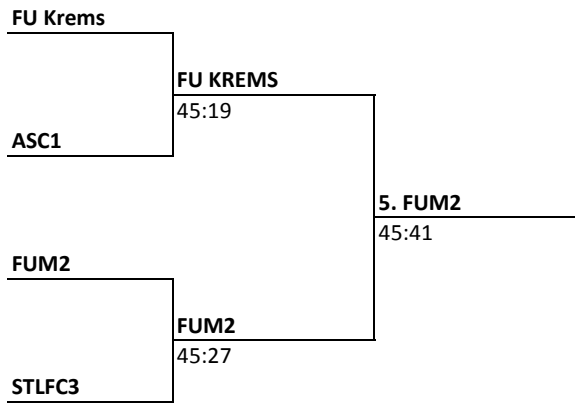 FU Krems
FU KREMS
45:19
ASC1
5. FUM2
45:41
FUM2
FUM2
45:27
STLFC3